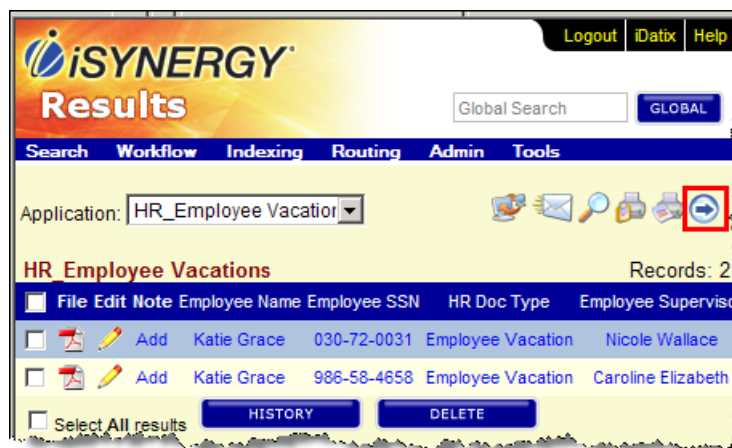 Logout iDatix Help
iSYNERGY
Results
Global Search GLOBAL
Search Workflow Indexing Routing Admin Tools
Application: HR_Employee Vacation
HR_Employee Vacations Records: 2
File Edit Note Employee Name Employee SSN HR Doc Type Employee Superviso
Add Katie Grace 030-72-0031 Employee Vacation Nicole Wallace
Add Katie Grace 986-58-4658 Employee Vacation Caroline Elizabeth
Select All results HISTORY DELETE